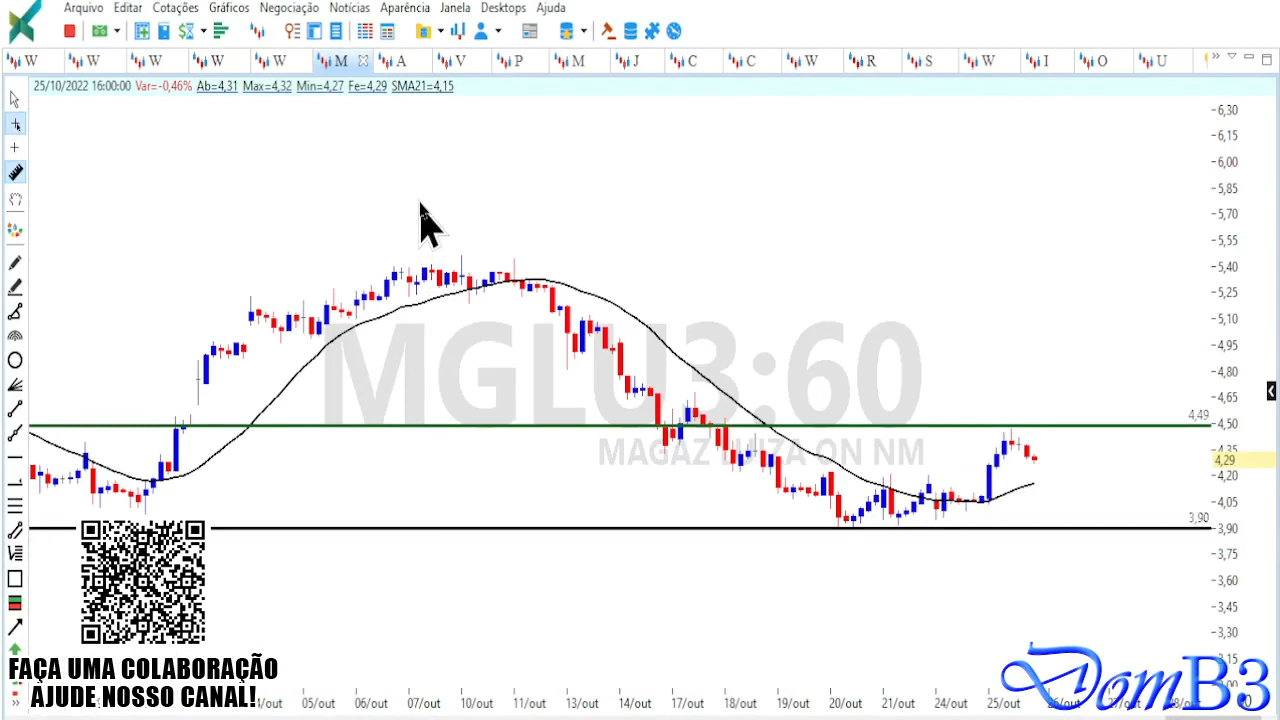 Arquivo Editar Cotações Gráficos Negociação Notícias Aparência Janela Desktops Ajuda
W W W W W M A V P M J C C W R S W I O U
25/10/2022 16:00:00 Var=-0,46% Ab=4,31 Max=4,32 Min=4,27 Fe=4,29 SMA21=4,15
6,30
6,15
6,00
5,85
5,70
5,55
5,40
5,25
5,10
4,95
4,80
4,65
4,49
4,50
4,35
4,29
4,20
4,05
3,90
3,90
3,75
3,60
3,45
3,30
3,15
MGLU3:60
MAGAZ LUIZA ON NM
FAÇA UMA COLABORAÇÃO
AJUDE NOSSO CANAL!
05/out 06/out 07/out 10/out 11/out 13/out 14/out 17/out 18/out 19/out 20/out 21/out 24/out 25/out 26/out 27/out
DomB3